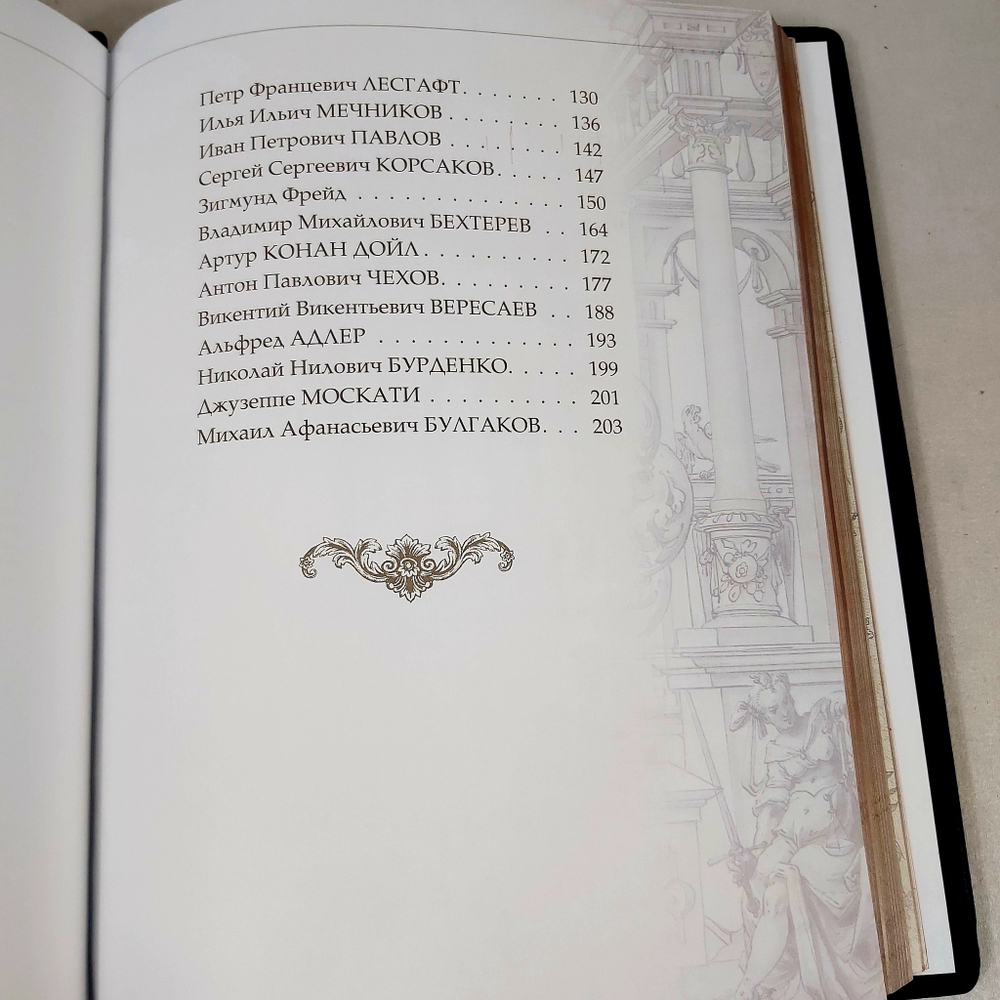 Петр Францевич ЛЕСГАФТ. . . . . . . 130
Илья Ильич МЕЧНИКОВ . . . . . . . . 136
Иван Петрович ПАВЛОВ . . . . . . . . 142
Сергей Сергеевич КОРСАКОВ. . . . . 147
Зигмунд Фрейд . . . . . . . . . . . . . . 150
Владимир Михайлович БЕХТЕРЕВ . . 164
Артур КОНАН ДОЙЛ. . . . . . . . . . 172
Антон Павлович ЧЕХОВ. . . . . . . . . 177
Викентий Викентьевич ВЕРЕСАЕВ . . 188
Альфред АДЛЕР . . . . . . . . . . . . . 193
Николай Нилович БУРДЕНКО. . . . . 199
Джузеппе МОСКАТИ . . . . . . . . . . 201
Михаил Афанасьевич БУЛГАКОВ. . . 203